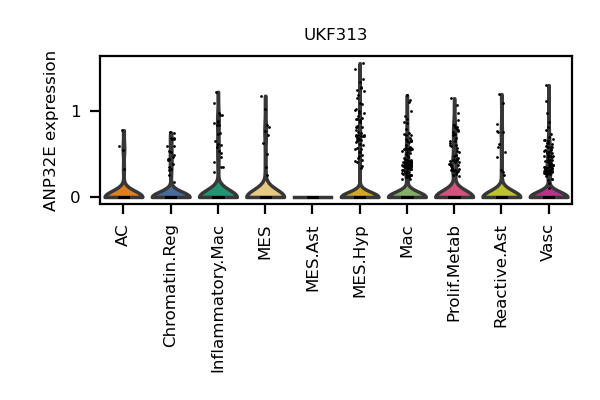 UKF313
ANP32E expression
1
0
AC
Chromatin.Reg
Inflammatory.Mac
MES
MES.Ast
MES.Hyp
Mac
Prolif.Metab
Reactive.Ast
Vasc